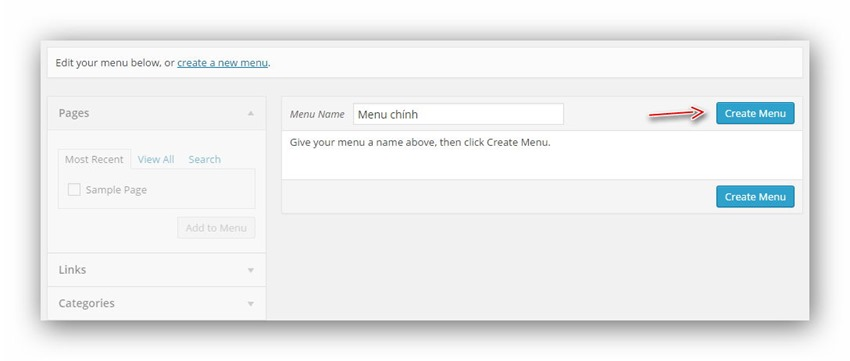 Edit your menu below, or create a new menu.
Pages
Most Recent View All Search
Sample Page
Add to Menu
Links
Categories
Menu Name Menu chính Create Menu
Give your menu a name above, then click Create Menu.
Create Menu